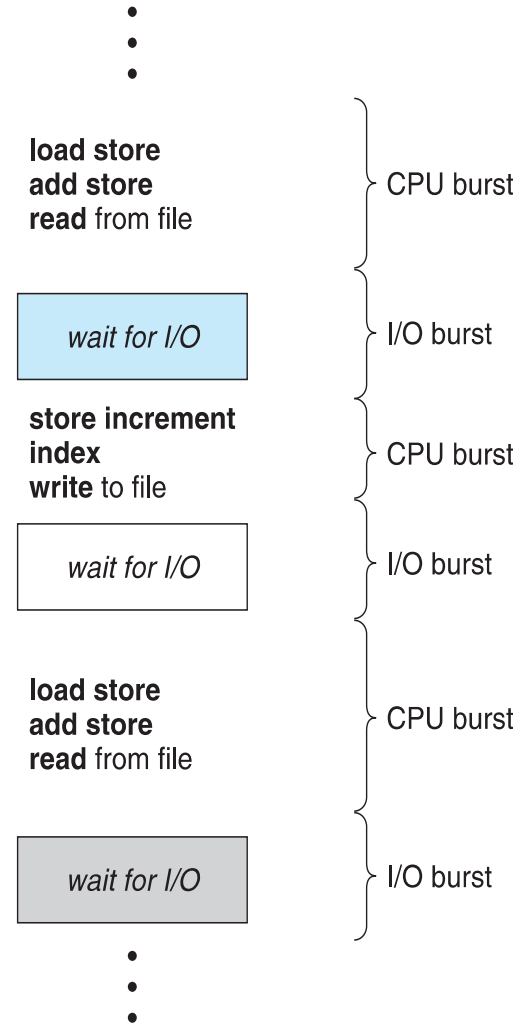 load store
add store
read from file
CPU burst
wait for I/O
I/O burst
store increment
index
write to file
CPU burst
wait for I/O
I/O burst
load store
add store
read from file
CPU burst
wait for I/O
I/O burst